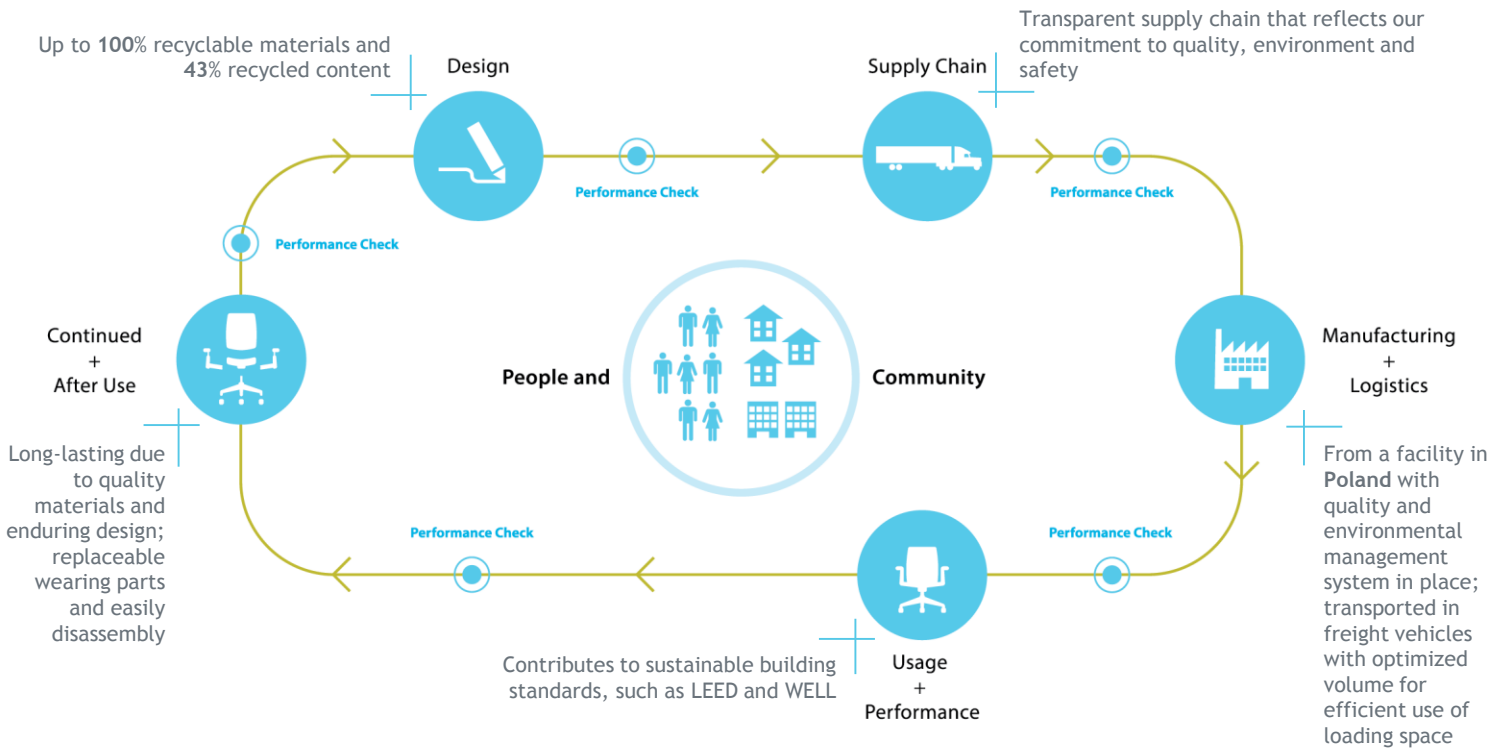 Up to 100% recyclable materials and
43% recycled content
Design
Supply Chain
Transparent supply chain that reflects our
commitment to quality, environment and
safety
Performance Check
Performance Check
Performance Check
Continued
+
After Use
People and
Community
Manufacturing
+
Logistics
Long-lasting due
to quality
materials and
enduring design;
replaceable
wearing parts
and easily
disassembly
From a facility in
Poland with
quality and
environmental
management
system in place;
transported in
freight vehicles
with optimized
volume for
efficient use of
loading space
Performance Check
Performance Check
Contributes to sustainable building
standards, such as LEED and WELL
Usage
+
Performance